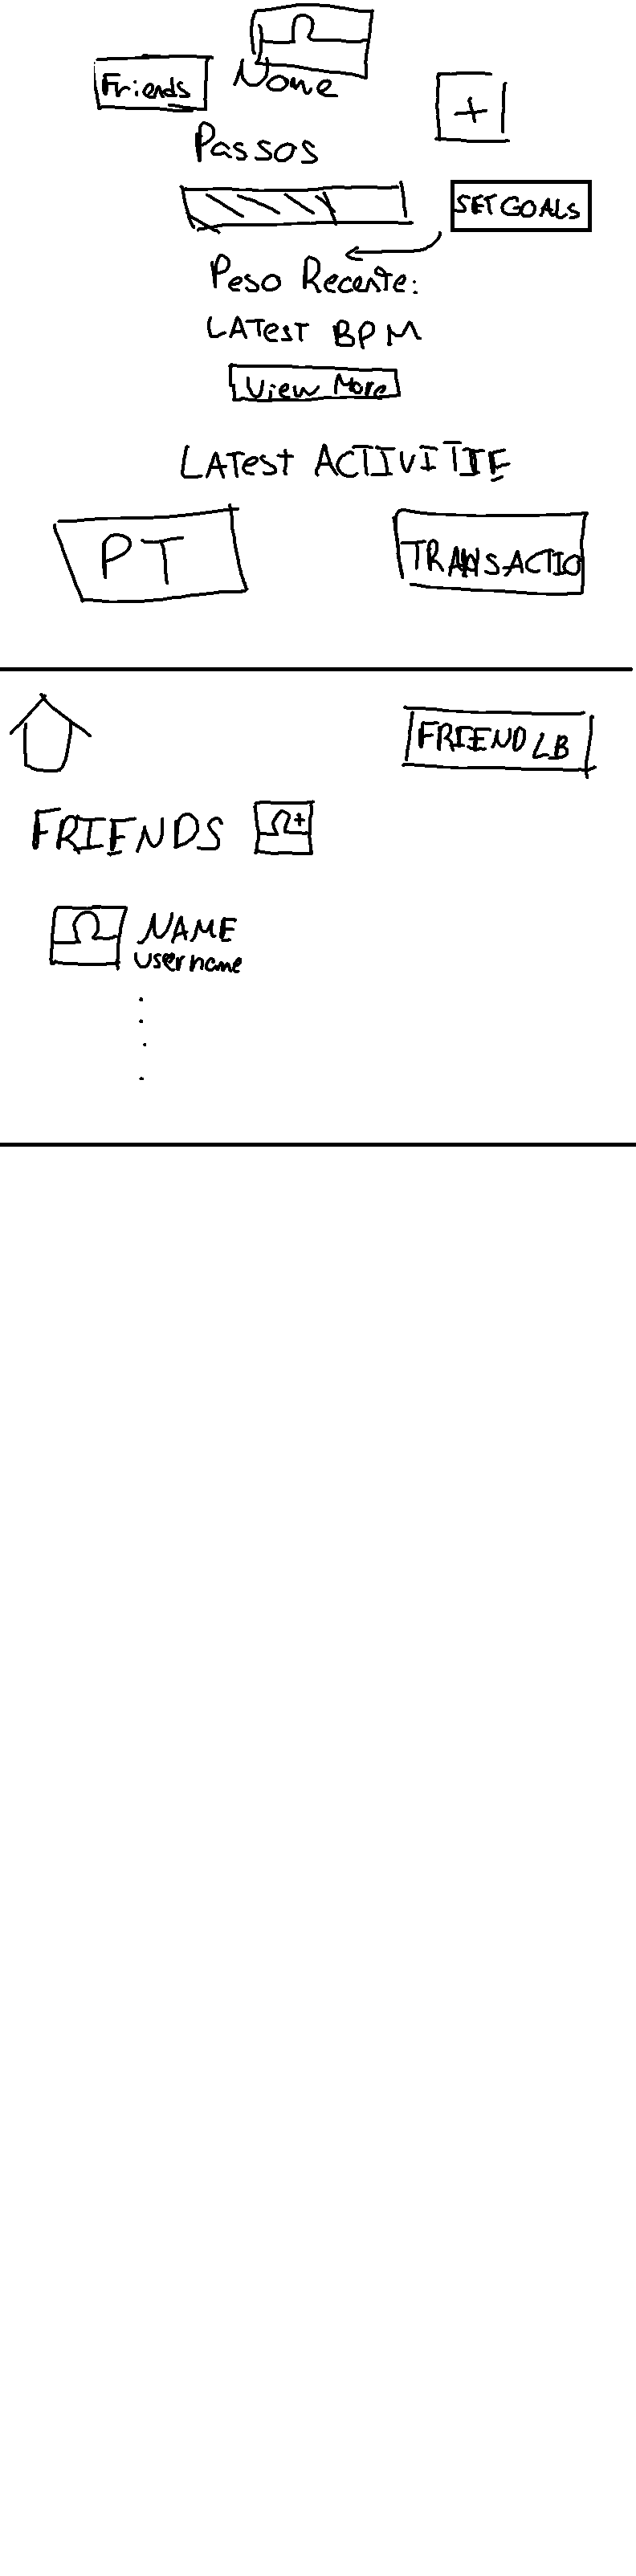 Friends
Nome
+
Passos
SET GOALS
Peso Recente:
LATEST BPM
View More
LATEST ACTIVITIE
PT
TRANSACTIO
FRIEND LB
FRIENDS
+
NAME
username